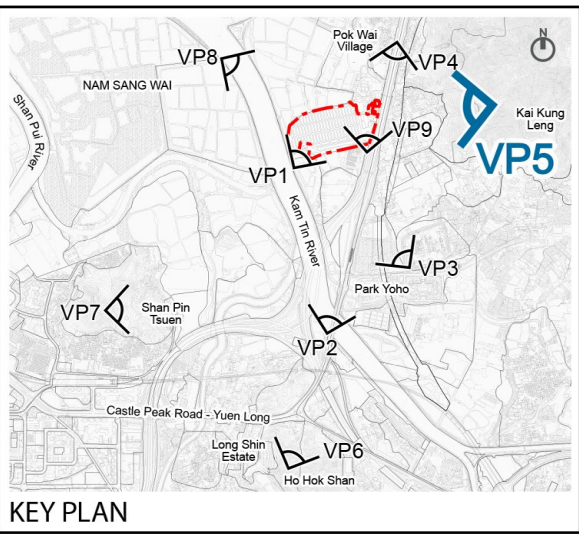 Pok Wai
Village
N
VP8
VP4
NAM SANG WAI
Kai Kung
Leng
Shan Pui River
VP9
VP5
VP1
Kam Tin River
VP3
Park Yoho
VP7
Shan Pin
Tsuen
VP2
Castle Peak Road - Yuen Long
Long Shin
Estate
VP6
Ho Hok Shan
KEY PLAN